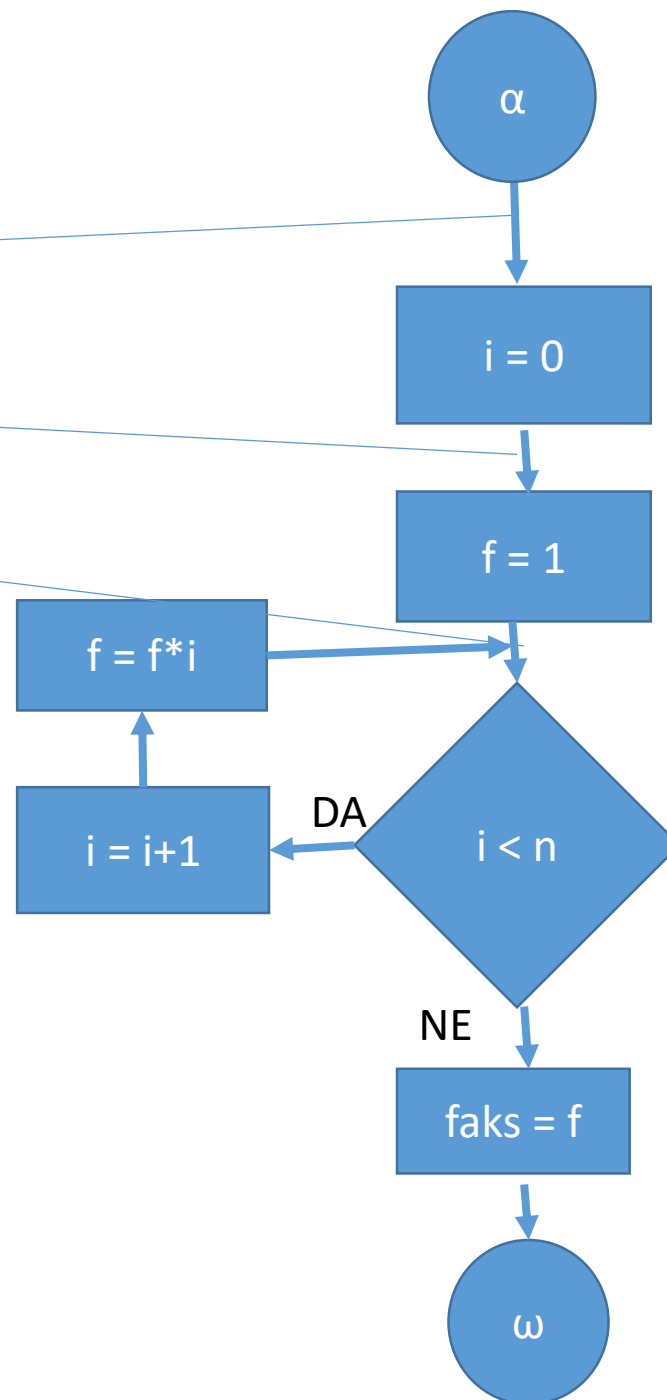 α
i = 0
f = 1
f = f*i
DA
i = i+1
i < n
NE
faks = f
ω